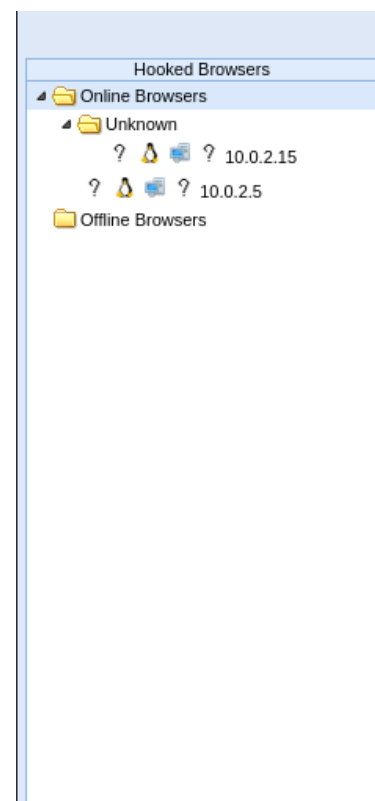 Hooked Browsers
Online Browsers
Unknown
? ? 10.0.2.15
? ? 10.0.2.5
Offline Browsers